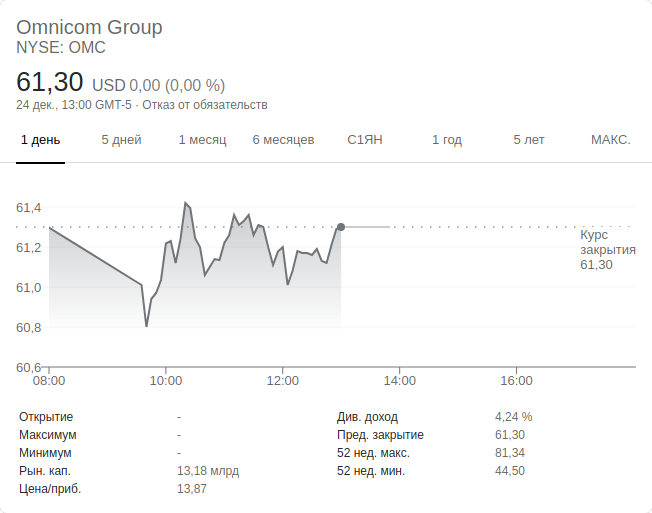 Omnicom Group
NYSE: OMC
61,30 USD 0,00 (0,00 %)
24 дек., 13:00 GMT-5 · Отказ от обязательств
1 день 5 дней 1 месяц 6 месяцев С1ЯН 1 год 5 лет МАКС.
61,4
61,2
61,0
60,8
60,6
Курс
закрытия
61,30
08:00 10:00 12:00 14:00 16:00
Открытие - Див. доход 4,24 %
Максимум - Пред. закрытие 61,30
Минимум - 52 нед. макс. 81,34
Рын. кап. 13,18 млрд 52 нед. мин. 44,50
Цена/приб. 13,87